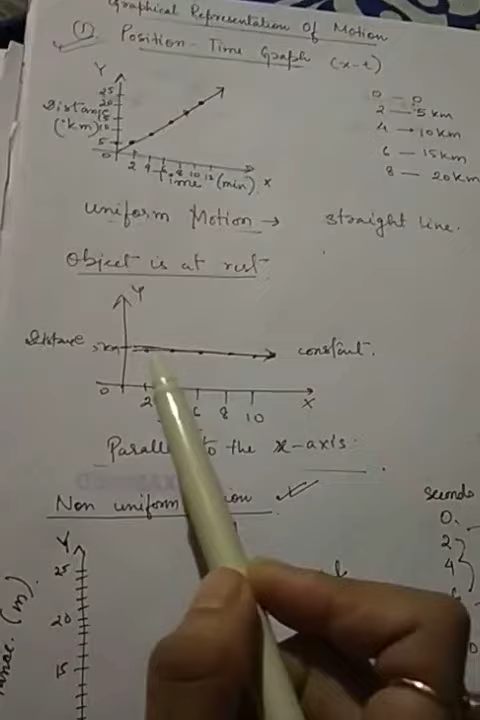 Graphical Representation Of Motion
(1) Position - Time Graph (x-t)
Y
25
20
15
5
0
Distance
(km)
2 4 6 8 10 12 X
Time (min)
0 — 0
2 — 5 km
4 → 10 km
6 — 15 km
8 — 20 km
Uniform Motion → straight line.
Object is at rest
Y
Distance
constant.
0 2 6 8 10 X
to the x-axis.
Non uniform
Y
25
20
15
(m)
seconds
0
2
4